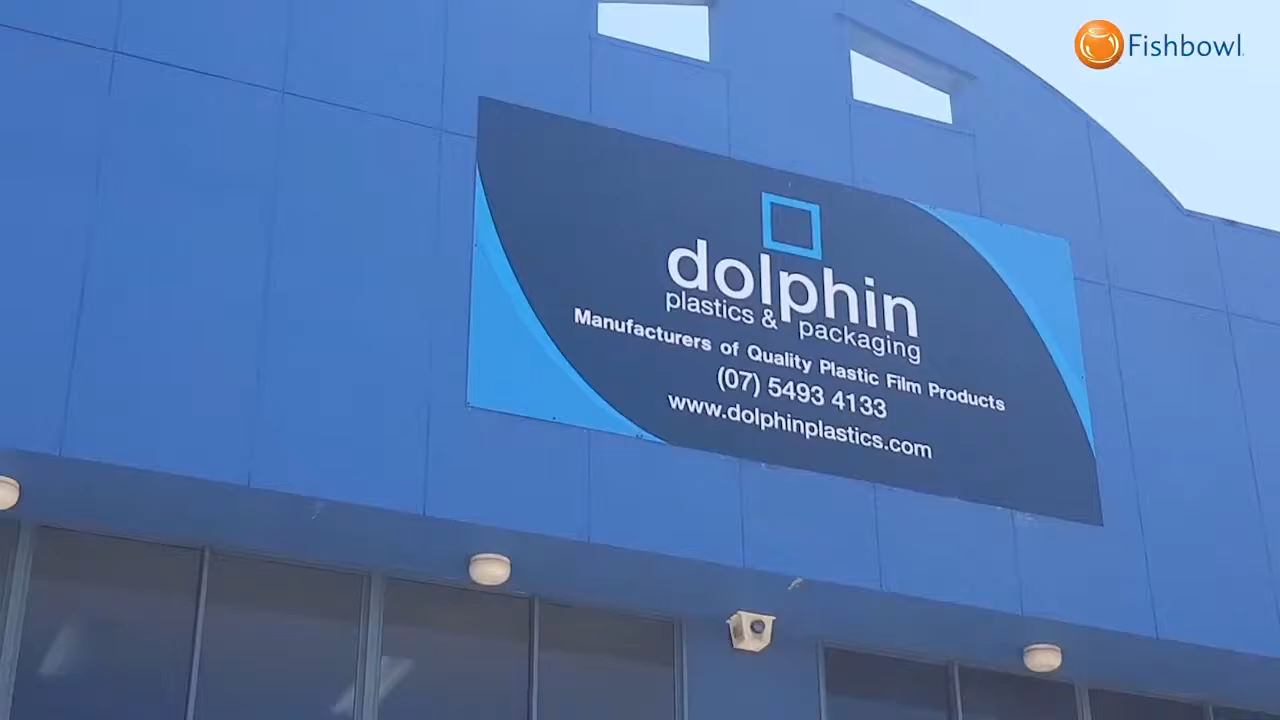 Fishbowl
dolphin
plastics & packaging
Manufacturers of Quality Plastic Film Products
(07) 5493 4133
www.dolphinplastics.com